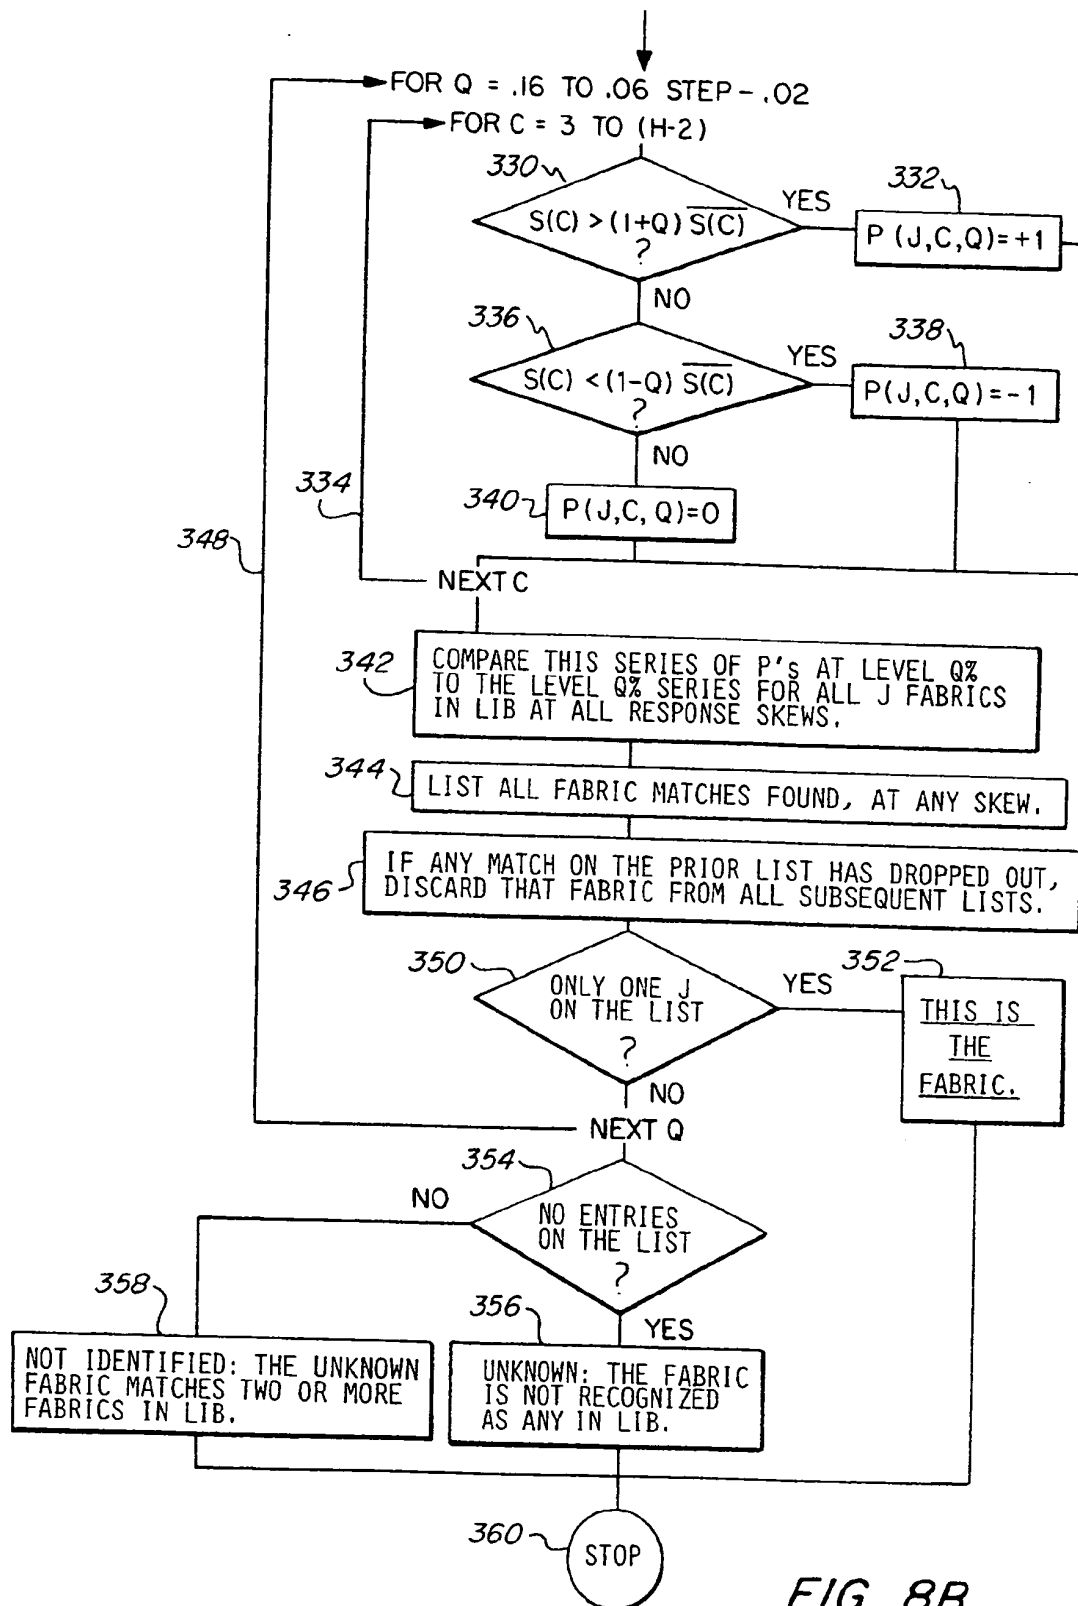 FOR Q = .16 TO .06 STEP - .02
FOR C = 3 TO (H-2)
330
S(C) > (1+Q) S(C)
?
YES
332
P (J,C,Q) = +1
NO
336
S(C) < (1-Q) S(C)
?
YES
338
P(J,C,Q) = -1
NO
334
340
P(J,C,Q)=0
348
NEXT C
342
COMPARE THIS SERIES OF P's AT LEVEL Q%
TO THE LEVEL Q% SERIES FOR ALL J FABRICS
IN LIB AT ALL RESPONSE SKEWS.
344
LIST ALL FABRIC MATCHES FOUND, AT ANY SKEW.
346
IF ANY MATCH ON THE PRIOR LIST HAS DROPPED OUT,
DISCARD THAT FABRIC FROM ALL SUBSEQUENT LISTS.
350
ONLY ONE J
ON THE LIST
?
YES
352
THIS IS
THE
FABRIC.
NO
NEXT Q
354
NO
NO ENTRIES
ON THE LIST
?
YES
358
NOT IDENTIFIED: THE UNKNOWN
FABRIC MATCHES TWO OR MORE
FABRICS IN LIB.
356
UNKNOWN: THE FABRIC
IS NOT RECOGNIZED
AS ANY IN LIB.
360
STOP
FIG. 8B